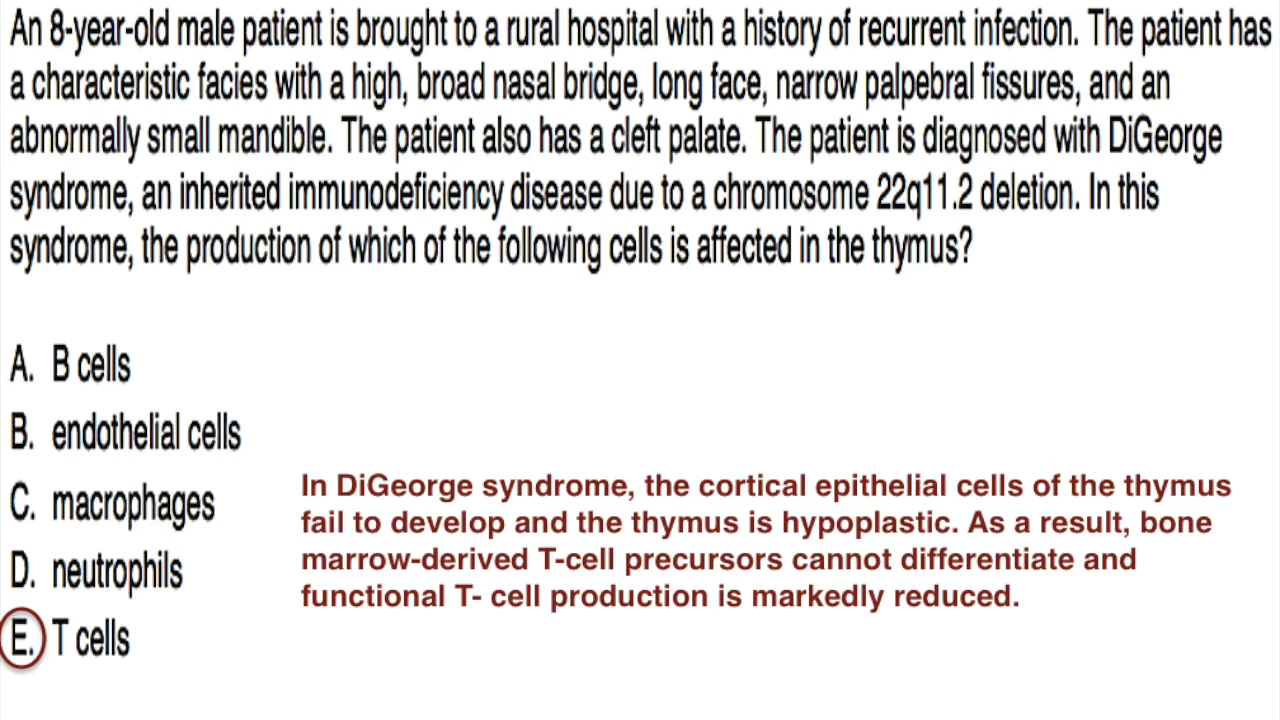 An 8-year-old male patient is brought to a rural hospital with a history of recurrent infection. The patient has
a characteristic facies with a high, broad nasal bridge, long face, narrow palpebral fissures, and an
abnormally small mandible. The patient also has a cleft palate. The patient is diagnosed with DiGeorge
syndrome, an inherited immunodeficiency disease due to a chromosome 22q11.2 deletion. In this
syndrome, the production of which of the following cells is affected in the thymus?
A. B cells
B. endothelial cells
C. macrophages
D. neutrophils
E. T cells
In DiGeorge syndrome, the cortical epithelial cells of the thymus
fail to develop and the thymus is hypoplastic. As a result, bone
marrow-derived T-cell precursors cannot differentiate and
functional T- cell production is markedly reduced.